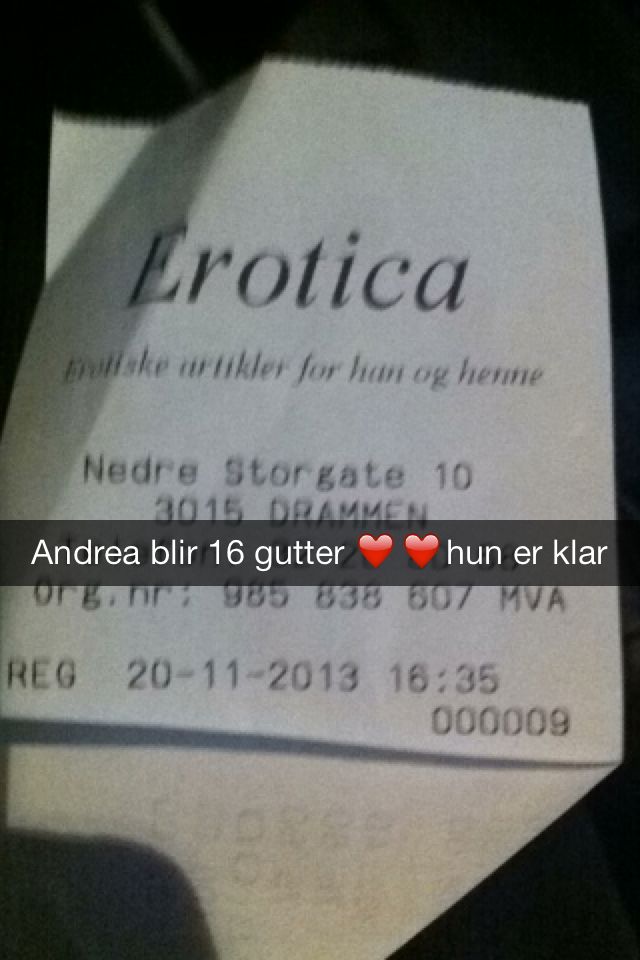 Erotica
Erotiske artikler for han og henne
Nedre Storgate 10
3015 DRAMMEN
Andrea blir 16 gutter ❤️❤️hun er klar
Org.nr: 985 838 607 MVA
REG 20-11-2013 16:35
000009